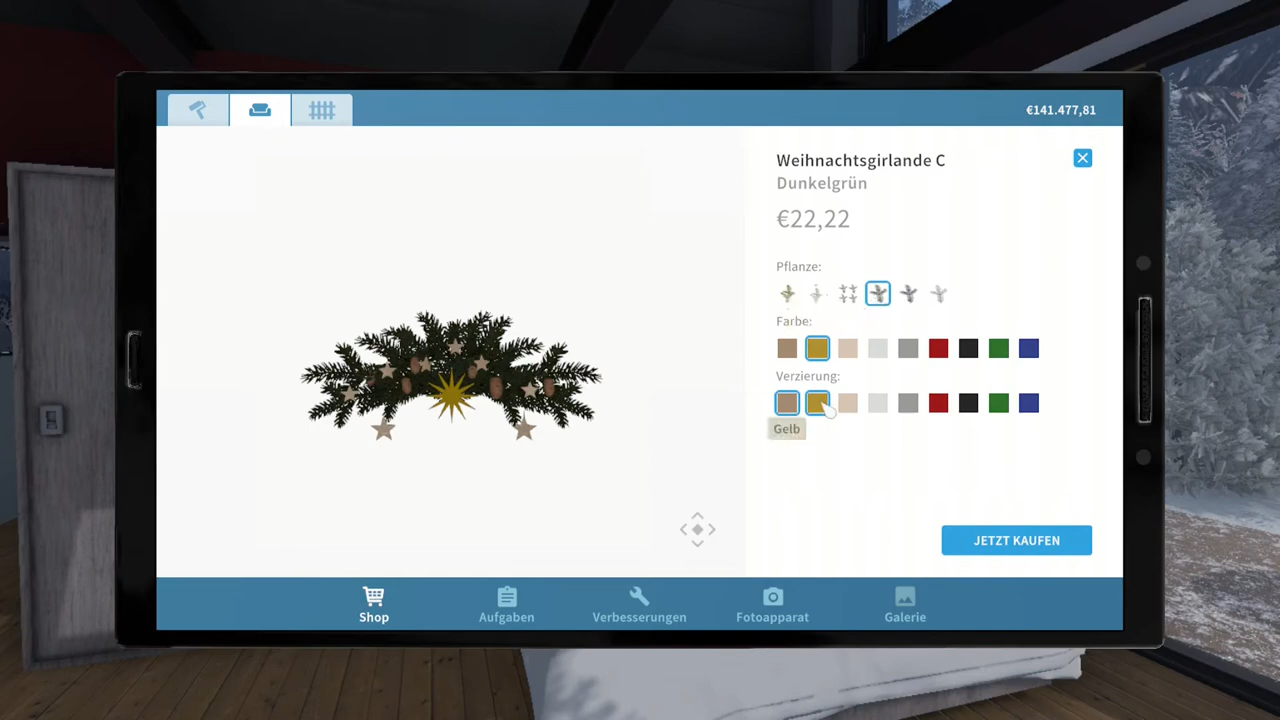 €141.477,81
Weihnachtsgirlande C
Dunkelgrün
€22,22
Pflanze:
Farbe:
Verzierung:
Gelb
JETZT KAUFEN
Shop
Aufgaben
Verbesserungen
Fotoapparat
Galerie